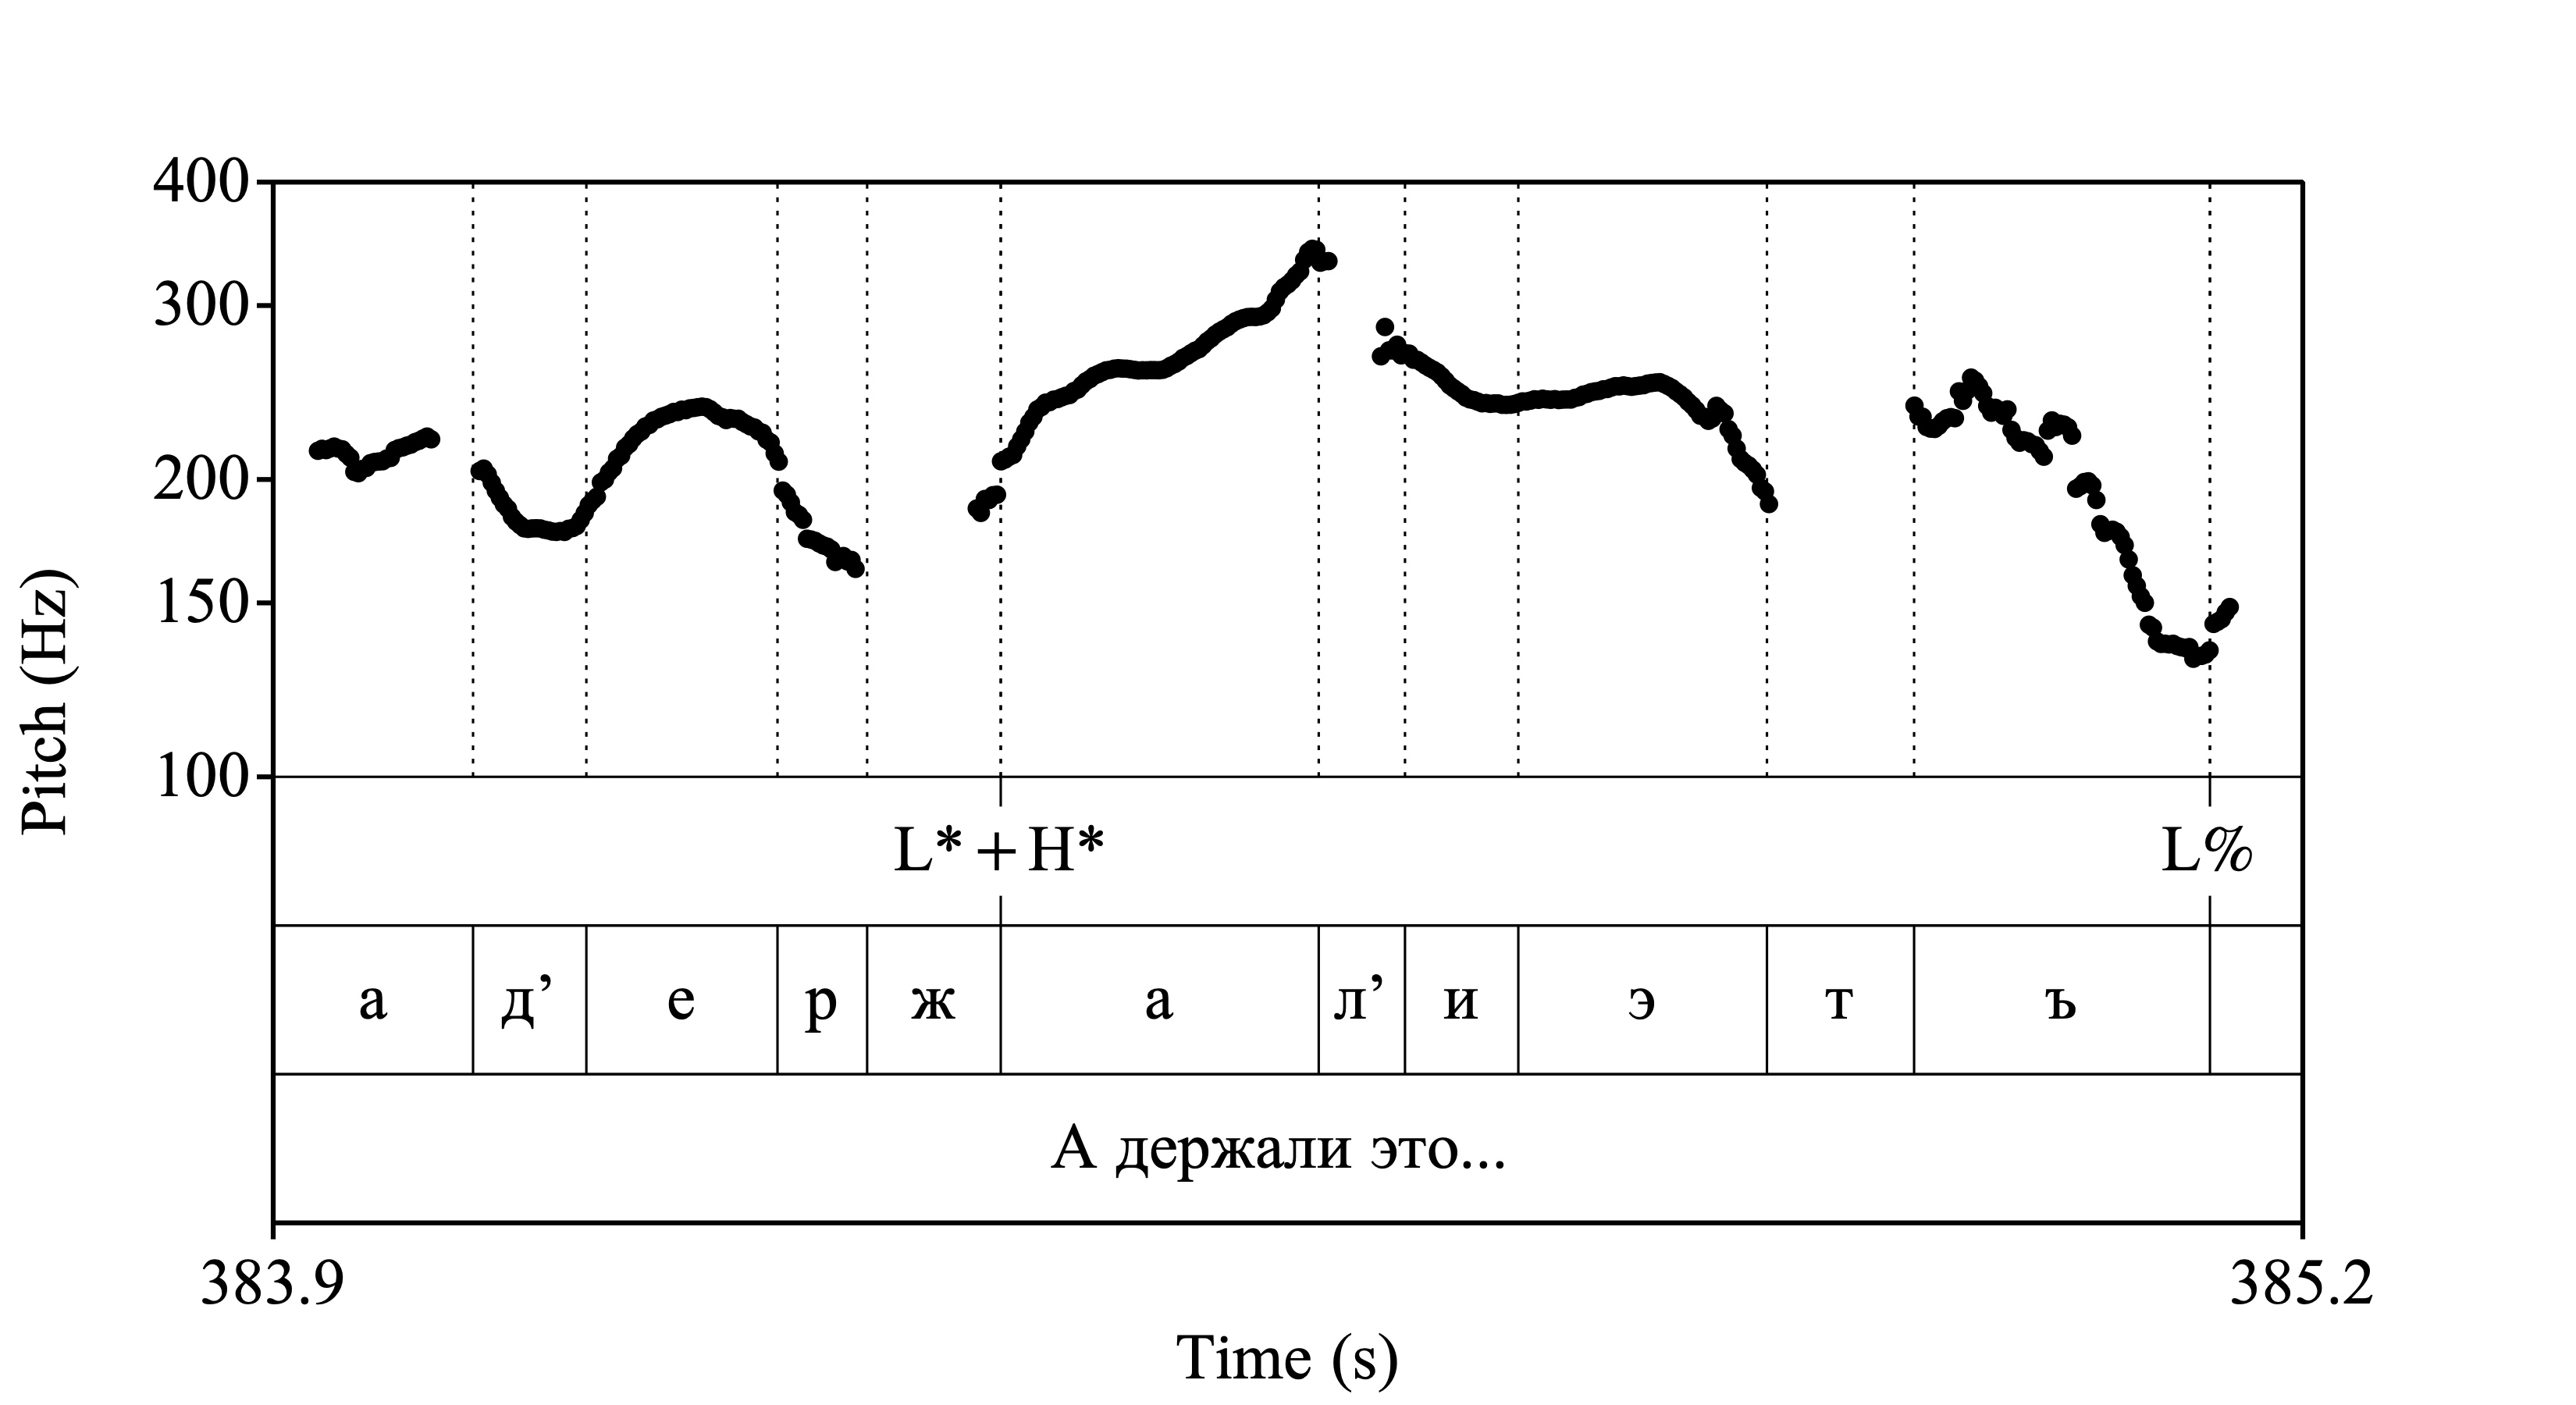 400
300
200
150
100
Pitch (Hz)
L*+H* L%
а д’ е р ж а л’ и э т ъ
А держали это...
383.9 385.2
Time (s)